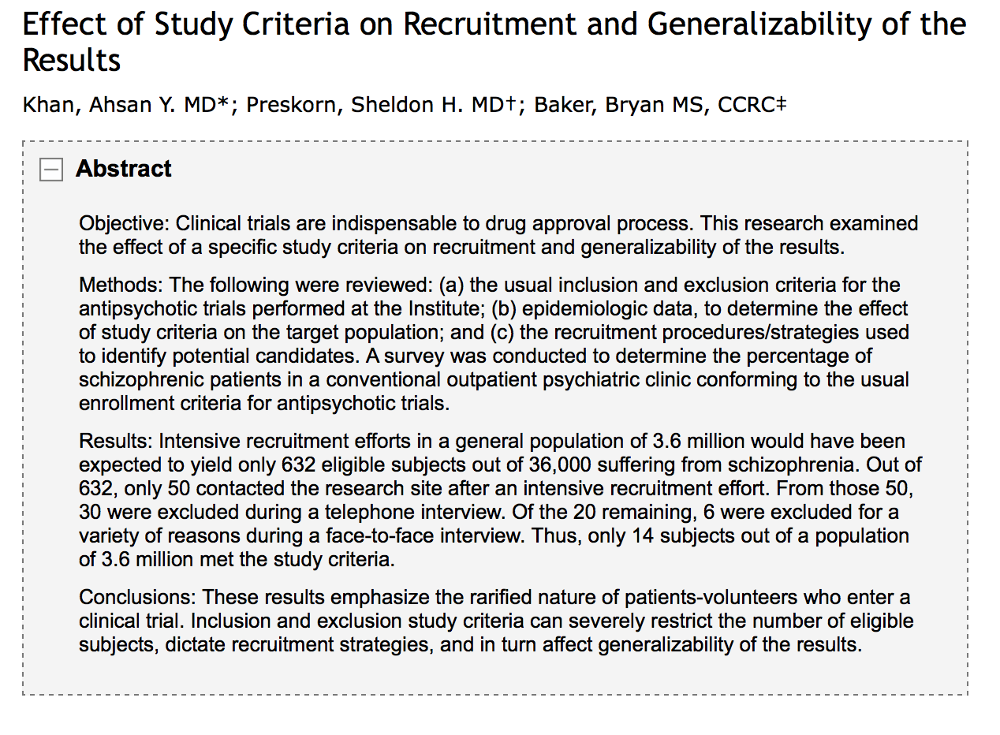 Effect of Study Criteria on Recruitment and Generalizability of the
Results
Khan, Ahsan Y. MD*; Preskorn, Sheldon H. MD†; Baker, Bryan MS, CCRC‡
Abstract
Objective: Clinical trials are indispensable to drug approval process. This research examined
the effect of a specific study criteria on recruitment and generalizability of the results.
Methods: The following were reviewed: (a) the usual inclusion and exclusion criteria for the
antipsychotic trials performed at the Institute; (b) epidemiologic data, to determine the effect
of study criteria on the target population; and (c) the recruitment procedures/strategies used
to identify potential candidates. A survey was conducted to determine the percentage of
schizophrenic patients in a conventional outpatient psychiatric clinic conforming to the usual
enrollment criteria for antipsychotic trials.
Results: Intensive recruitment efforts in a general population of 3.6 million would have been
expected to yield only 632 eligible subjects out of 36,000 suffering from schizophrenia. Out of
632, only 50 contacted the research site after an intensive recruitment effort. From those 50,
30 were excluded during a telephone interview. Of the 20 remaining, 6 were excluded for a
variety of reasons during a face-to-face interview. Thus, only 14 subjects out of a population
of 3.6 million met the study criteria.
Conclusions: These results emphasize the rarified nature of patients-volunteers who enter a
clinical trial. Inclusion and exclusion study criteria can severely restrict the number of eligible
subjects, dictate recruitment strategies, and in turn affect generalizability of the results.